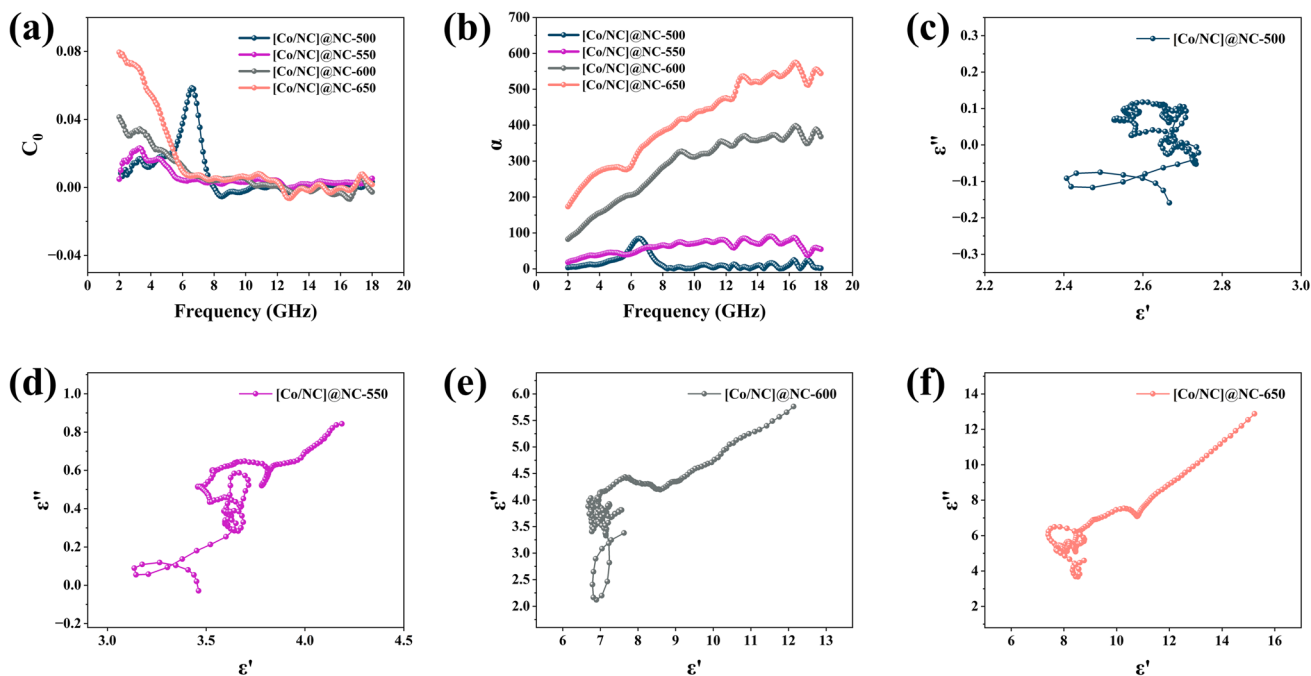 (a)
C₀
0.08
0.04
0.00
−0.04
[Co/NC]@NC-500
[Co/NC]@NC-550
[Co/NC]@NC-600
[Co/NC]@NC-650
0 2 4 6 8 10 12 14 16 18 20
Frequency (GHz)
(b)
α
700
600
500
400
300
200
100
0
[Co/NC]@NC-500
[Co/NC]@NC-550
[Co/NC]@NC-600
[Co/NC]@NC-650
0 2 4 6 8 10 12 14 16 18 20
Frequency (GHz)
(c)
ε''
0.3
0.2
0.1
0.0
−0.1
−0.2
−0.3
[Co/NC]@NC-500
2.2 2.4 2.6 2.8 3.0
ε'
(d)
ε''
1.0
0.8
0.6
0.4
0.2
0.0
−0.2
[Co/NC]@NC-550
3.0 3.5 4.0 4.5
ε'
(e)
ε''
6.0
5.5
5.0
4.5
4.0
3.5
3.0
2.5
2.0
[Co/NC]@NC-600
6 7 8 9 10 11 12 13
ε'
(f)
ε''
14
12
10
8
6
4
2
[Co/NC]@NC-650
6 8 10 12 14 16
ε'